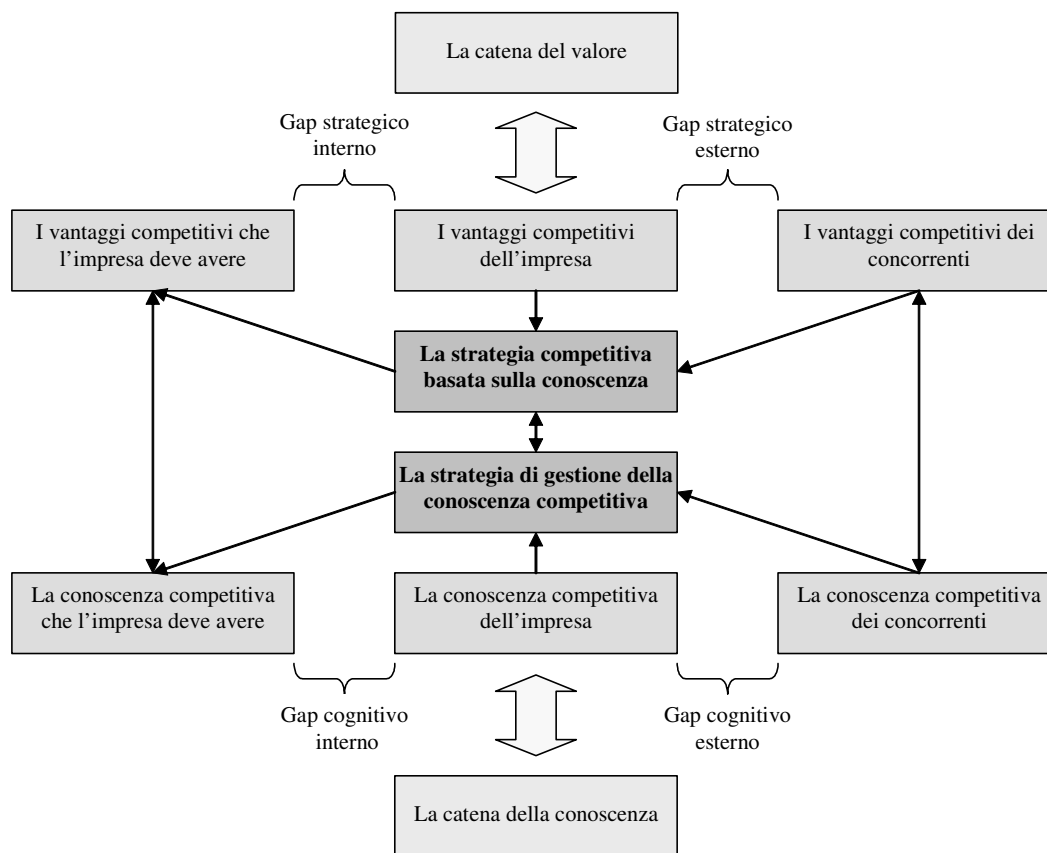 La catena del valore
Gap strategico
interno
Gap strategico
esterno
I vantaggi competitivi che
l’impresa deve avere
I vantaggi competitivi
dell’impresa
I vantaggi competitivi dei
concorrenti
La strategia competitiva
basata sulla conoscenza
La strategia di gestione della
conoscenza competitiva
La conoscenza competitiva
che l’impresa deve avere
La conoscenza competitiva
dell’impresa
La conoscenza competitiva
dei concorrenti
Gap cognitivo
interno
Gap cognitivo
esterno
La catena della conoscenza